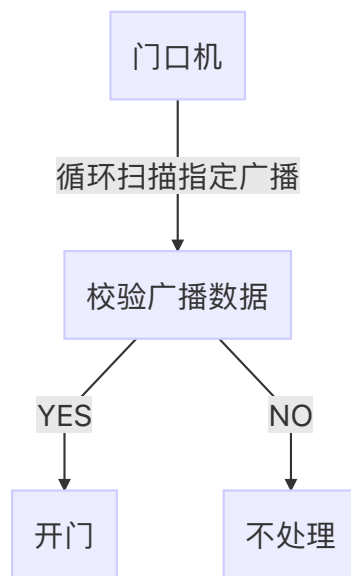 门口机
循环扫描指定广播
校验广播数据
YES
NO
开门
不处理